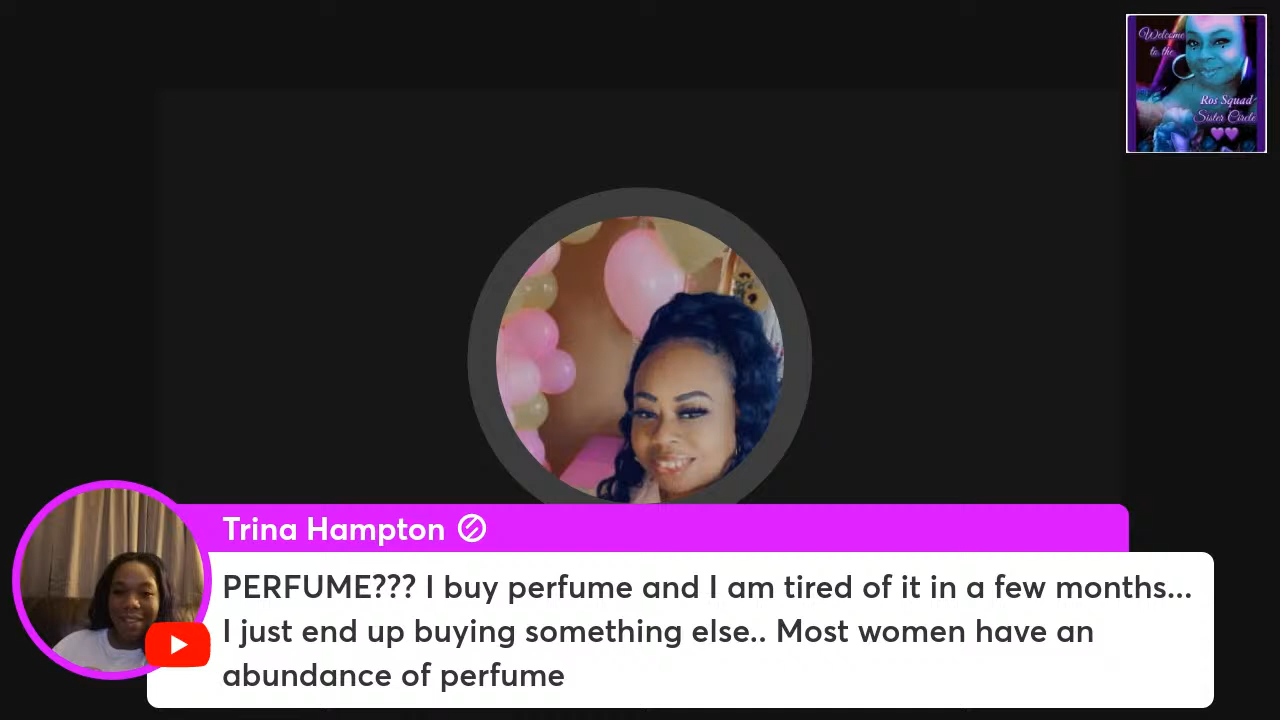 Welcome
to the
Ros Squad
Sister Circle
Trina Hampton
PERFUME??? I buy perfume and I am tired of it in a few months...
I just end up buying something else.. Most women have an
abundance of perfume